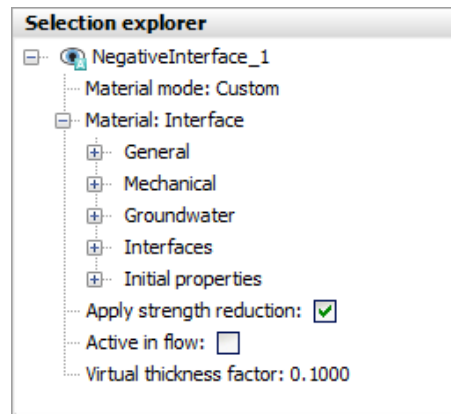 Selection explorer
NegativeInterface_1
Material mode: Custom
Material: Interface
General
Mechanical
Groundwater
Interfaces
Initial properties
Apply strength reduction:
Active in flow:
Virtual thickness factor: 0.1000